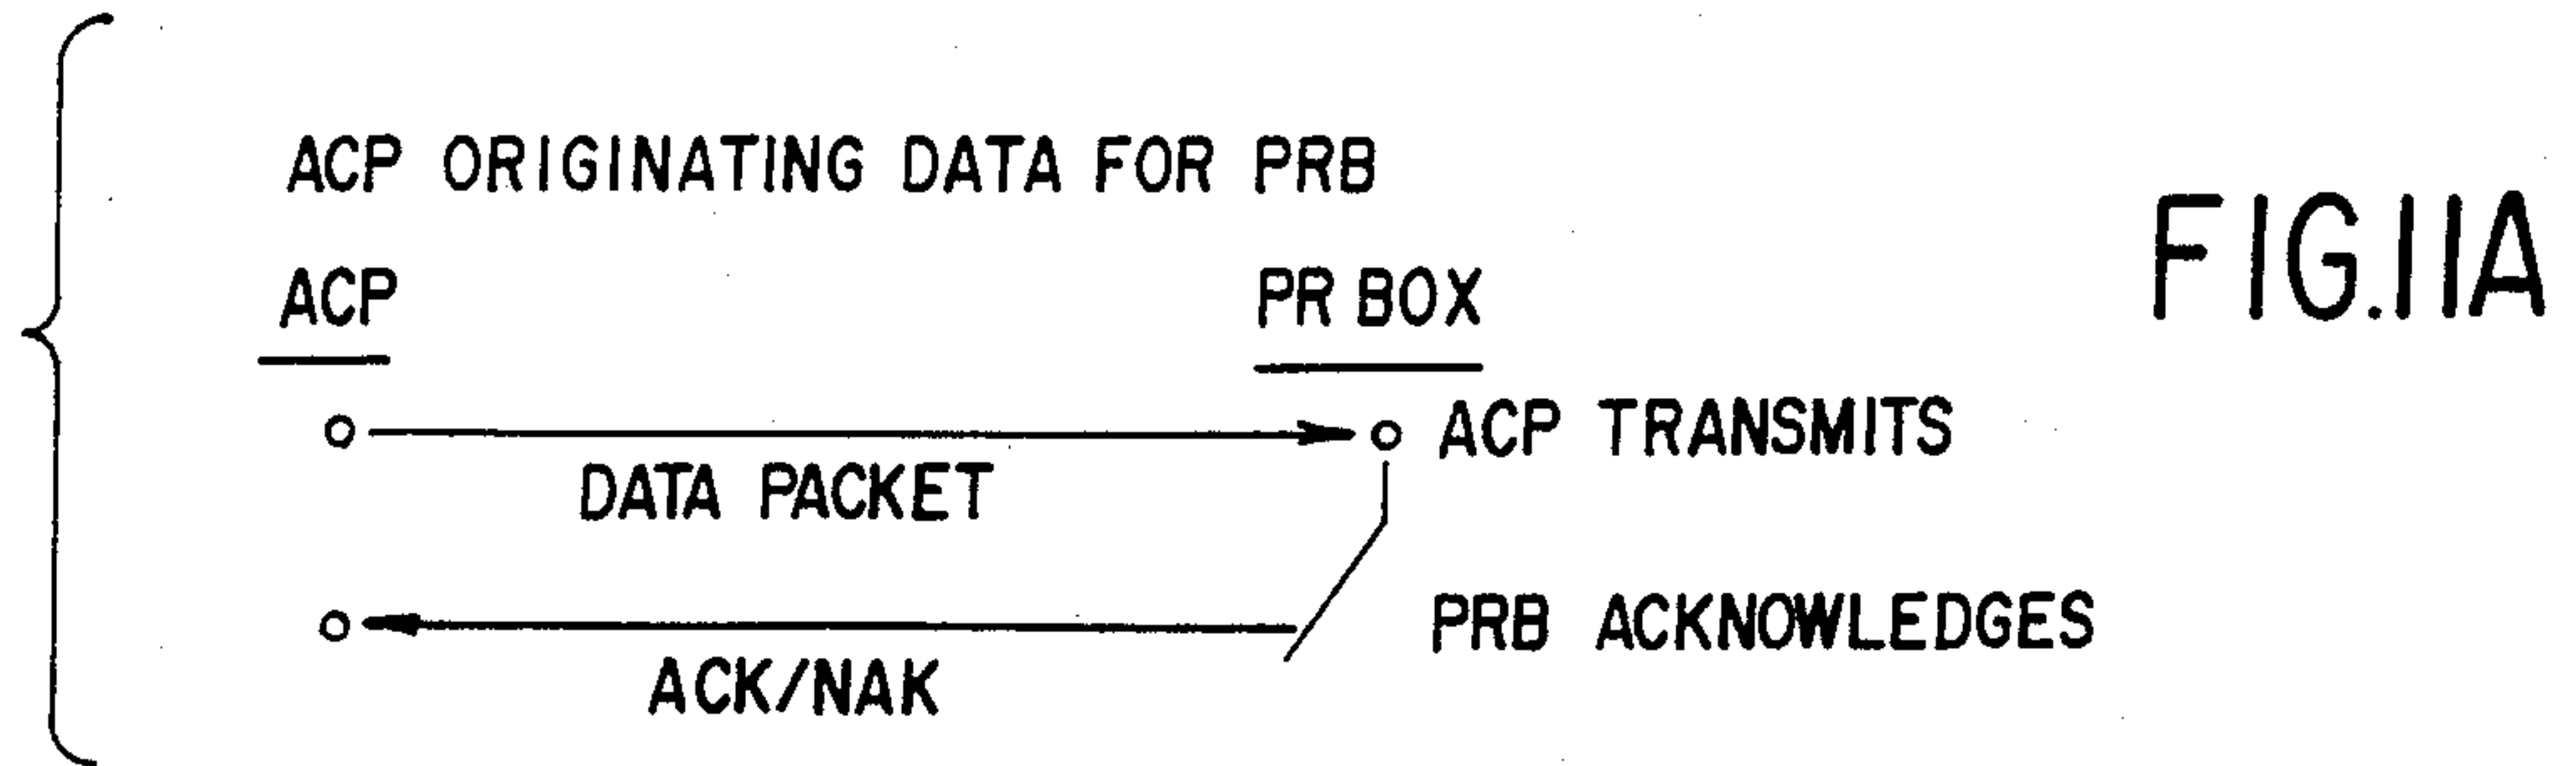 ACP ORIGINATING DATA FOR PRB
FIG.11A
ACP
PR BOX
ACP TRANSMITS
DATA PACKET
PRB ACKNOWLEDGES
ACK/NAK